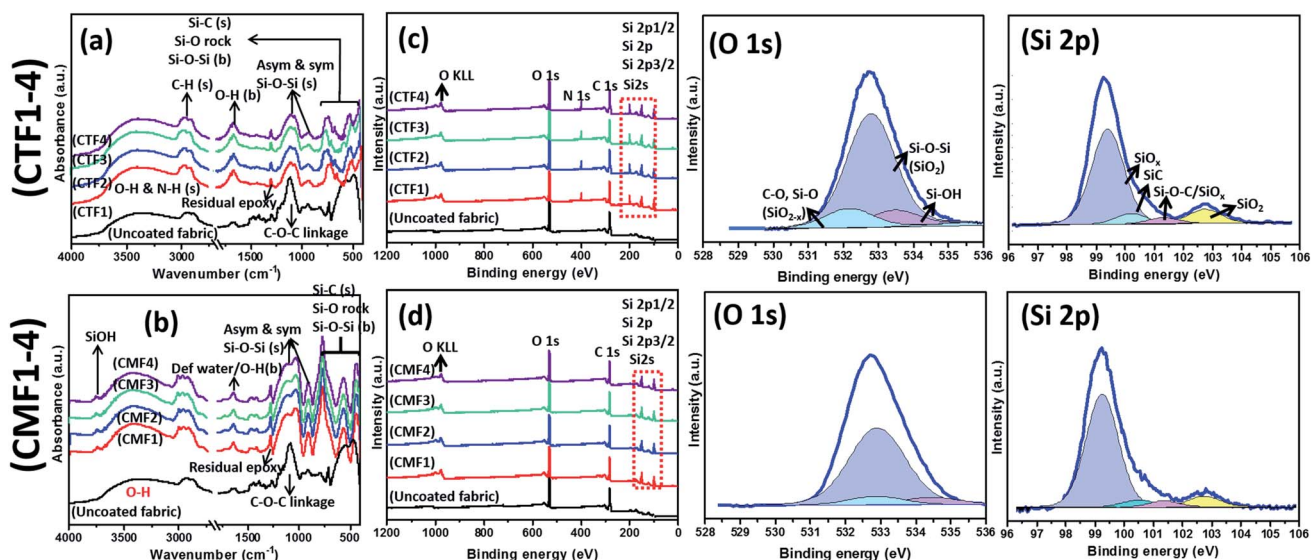 (CTF1-4)
(a)
Si-C (s)
Si-O rock
Si-O-Si (b)
Asym & sym
Si-O-Si (s)
C-H (s)
O-H (b)
(CTF4)
(CTF3)
(CTF2)
O-H & N-H (s)
(CTF1)
Residual epoxy
(Uncoated fabric)
C-O-C linkage
Absorbance (a.u.)
4000 3000 1500 1000 500
Wavenumber (cm-1)
(c)
Si 2p1/2
Si 2p
Si 2p3/2
Si2s
O KLL
O 1s
N 1s
C 1s
(CTF4)
(CTF3)
(CTF2)
(CTF1)
(Uncoated fabric)
Intensity (a.u.)
1200 1000 800 600 400 200 0
Binding energy (eV)
(O 1s)
Si-O-Si
(SiO2)
C-O, Si-O
(SiO2-x)
Si-OH
Intensity (a.u.)
528 529 530 531 532 533 534 535 536
Binding energy (eV)
(Si 2p)
SiOx
SiC
Si-O-C/SiOx
SiO2
Intensity (a.u.)
96 97 98 99 100 101 102 103 104 105 106
Binding energy (eV)
(CMF1-4)
(b)
Si-C (s)
Si-O rock
Si-O-Si (b)
Asym & sym
Si-O-Si (s)
SiOH
Def water/O-H(b)
(CMF4)
(CMF3)
(CMF2)
(CMF1)
Residual epoxy
O-H
(Uncoated fabric)
C-O-C linkage
Absorbance (a.u.)
4000 3000 1500 1000 500
Wavenumber (cm-1)
(d)
Si 2p1/2
Si 2p
Si 2p3/2
Si2s
O KLL
O 1s
C 1s
(CMF4)
(CMF3)
(CMF2)
(CMF1)
(Uncoated fabric)
Intensity (a.u.)
1200 1000 800 600 400 200 0
Binding energy (eV)
(O 1s)
Intensity (a.u.)
528 529 530 531 532 533 534 535 536
Binding energy (eV)
(Si 2p)
Intensity (a.u.)
96 97 98 99 100 101 102 103 104 105 106
Binding energy (eV)